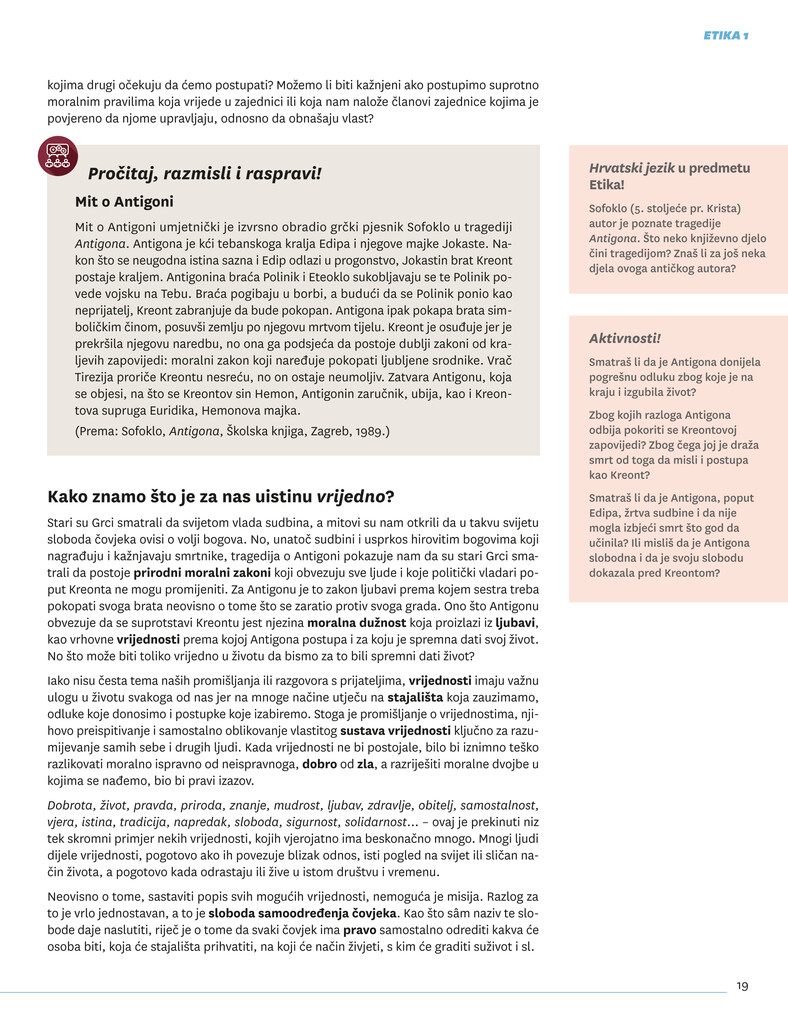 ETIKA 1
kojima drugi očekuju da ćemo postupati? Možemo li biti kažnjeni ako postupimo suprotno
moralnim pravilima koja vrijede u zajednici ili koja nam nalože članovi zajednice kojima je
povjereno da njome upravljaju, odnosno da obnašaju vlast?
Pročitaj, razmisli i raspravi!
Mit o Antigoni
Mit o Antigoni umjetnički je izvrsno obradio grčki pjesnik Sofoklo u tragediji
Antigona. Antigona je kći tebanskoga kralja Edipa i njegove majke Jokaste. Na-
kon što se neugodna istina sazna i Edip odlazi u progonstvo, Jokastin brat Kreont
postaje kraljem. Antigonina braća Polinik i Eteoklo sukobljavaju se te Polinik po-
vede vojsku na Tebu. Braća pogibaju u borbi, a budući da se Polinik ponio kao
neprijatelj, Kreont zabranjuje da bude pokopan. Antigona ipak pokapa brata sim-
boličkim činom, posuvši zemlju po njegovu mrtvom tijelu. Kreont je osuđuje jer je
prekršila njegovu naredbu, no ona ga podsjeća da postoje dublji zakoni od kra-
ljevih zapovijedi: moralni zakon koji naređuje pokopati ljubljene srodnike. Vrač
Tirezija proriče Kreontu nesreću, no on ostaje neumoljiv. Zatvara Antigonu, koja
se objesi, na što se Kreontov sin Hemon, Antigonin zaručnik, ubija, kao i Kreon-
tova supruga Euridika, Hemonova majka.
(Prema: Sofoklo, Antigona, Školska knjiga, Zagreb, 1989.)
Hrvatski jezik u predmetu
Etika!
Sofoklo (5. stoljeće pr. Krista)
autor je poznate tragedije
Antigona. Što neko književno djelo
čini tragedijom? Znaš li za još neka
djela ovoga antičkog autora?
Aktivnosti!
Smatraš li da je Antigona donijela
pogrešnu odluku zbog koje je na
kraju i izgubila život?
Zbog kojih razloga Antigona
odbija pokoriti se Kreontovoj
zapovijedi? Zbog čega joj je draža
smrt od toga da misli i postupa
kao Kreont?
Smatraš li da je Antigona, poput
Edipa, žrtva sudbine i da nije
mogla izbjeći smrt što god da
učinila? Ili misliš da je Antigona
slobodna i da je svoju slobodu
dokazala pred Kreontom?
Kako znamo što je za nas uistinu vrijedno?
Stari su Grci smatrali da svijetom vlada sudbina, a mitovi su nam otkrili da u takvu svijetu
sloboda čovjeka ovisi o volji bogova. No, unatoč sudbini i usprkos hirovitim bogovima koji
nagrađuju i kažnjavaju smrtnike, tragedija o Antigoni pokazuje nam da su stari Grci sma-
trali da postoje prirodni moralni zakoni koji obvezuju sve ljude i koje politički vladari po-
put Kreonta ne mogu promijeniti. Za Antigonu je to zakon ljubavi prema kojem sestra treba
pokopati svoga brata neovisno o tome što se zaratio protiv svoga grada. Ono što Antigonu
obvezuje da se suprotstavi Kreontu jest njezina moralna dužnost koja proizlazi iz ljubavi,
kao vrhovne vrijednosti prema kojoj Antigona postupa i za koju je spremna dati svoj život.
No što može biti toliko vrijedno u životu da bismo za to bili spremni dati život?
Iako nisu česta tema naših promišljanja ili razgovora s prijateljima, vrijednosti imaju važnu
ulogu u životu svakoga od nas jer na mnoge načine utječu na stajališta koja zauzimamo,
odluke koje donosimo i postupke koje izabiremo. Stoga je promišljanje o vrijednostima, nji-
hovo preispitivanje i samostalno oblikovanje vlastitog sustava vrijednosti ključno za razu-
mijevanje samih sebe i drugih ljudi. Kada vrijednosti ne bi postojale, bilo bi iznimno teško
razlikovati moralno ispravno od neispravnoga, dobro od zla, a razriješiti moralne dvojbe u
kojima se nađemo, bio bi pravi izazov.
Dobrota, život, pravda, priroda, znanje, mudrost, ljubav, zdravlje, obitelj, samostalnost,
vjera, istina, tradicija, napredak, sloboda, sigurnost, solidarnost... – ovaj je prekinuti niz
tek skromni primjer nekih vrijednosti, kojih vjerojatno ima beskonačno mnogo. Mnogi ljudi
dijele vrijednosti, pogotovo ako ih povezuje blizak odnos, isti pogled na svijet ili sličan na-
čin života, a pogotovo kada odrastaju ili žive u istom društvu i vremenu.
Neovisno o tome, sastaviti popis svih mogućih vrijednosti, nemoguća je misija. Razlog za
to je vrlo jednostavan, a to je sloboda samoodređenja čovjeka. Kao što sâm naziv te slo-
bode daje naslutiti, riječ je o tome da svaki čovjek ima pravo samostalno odrediti kakva će
osoba biti, koja će stajališta prihvatiti, na koji će način živjeti, s kim će graditi suživot i sl.
19